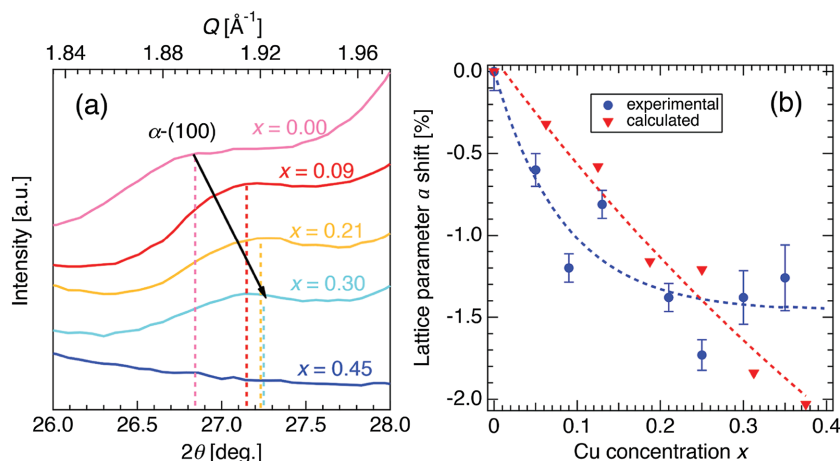 Q [Å-1]
1.84 1.88 1.92 1.96
(a)
α-(100)
x = 0.00
x = 0.09
x = 0.21
x = 0.30
x = 0.45
Intensity [a.u.]
26.0 26.5 27.0 27.5 28.0
2θ [deg.]
(b)
experimental
calculated
Lattice parameter a shift [%]
0.0
-0.5
-1.0
-1.5
-2.0
0 0.1 0.2 0.3 0.4
Cu concentration x